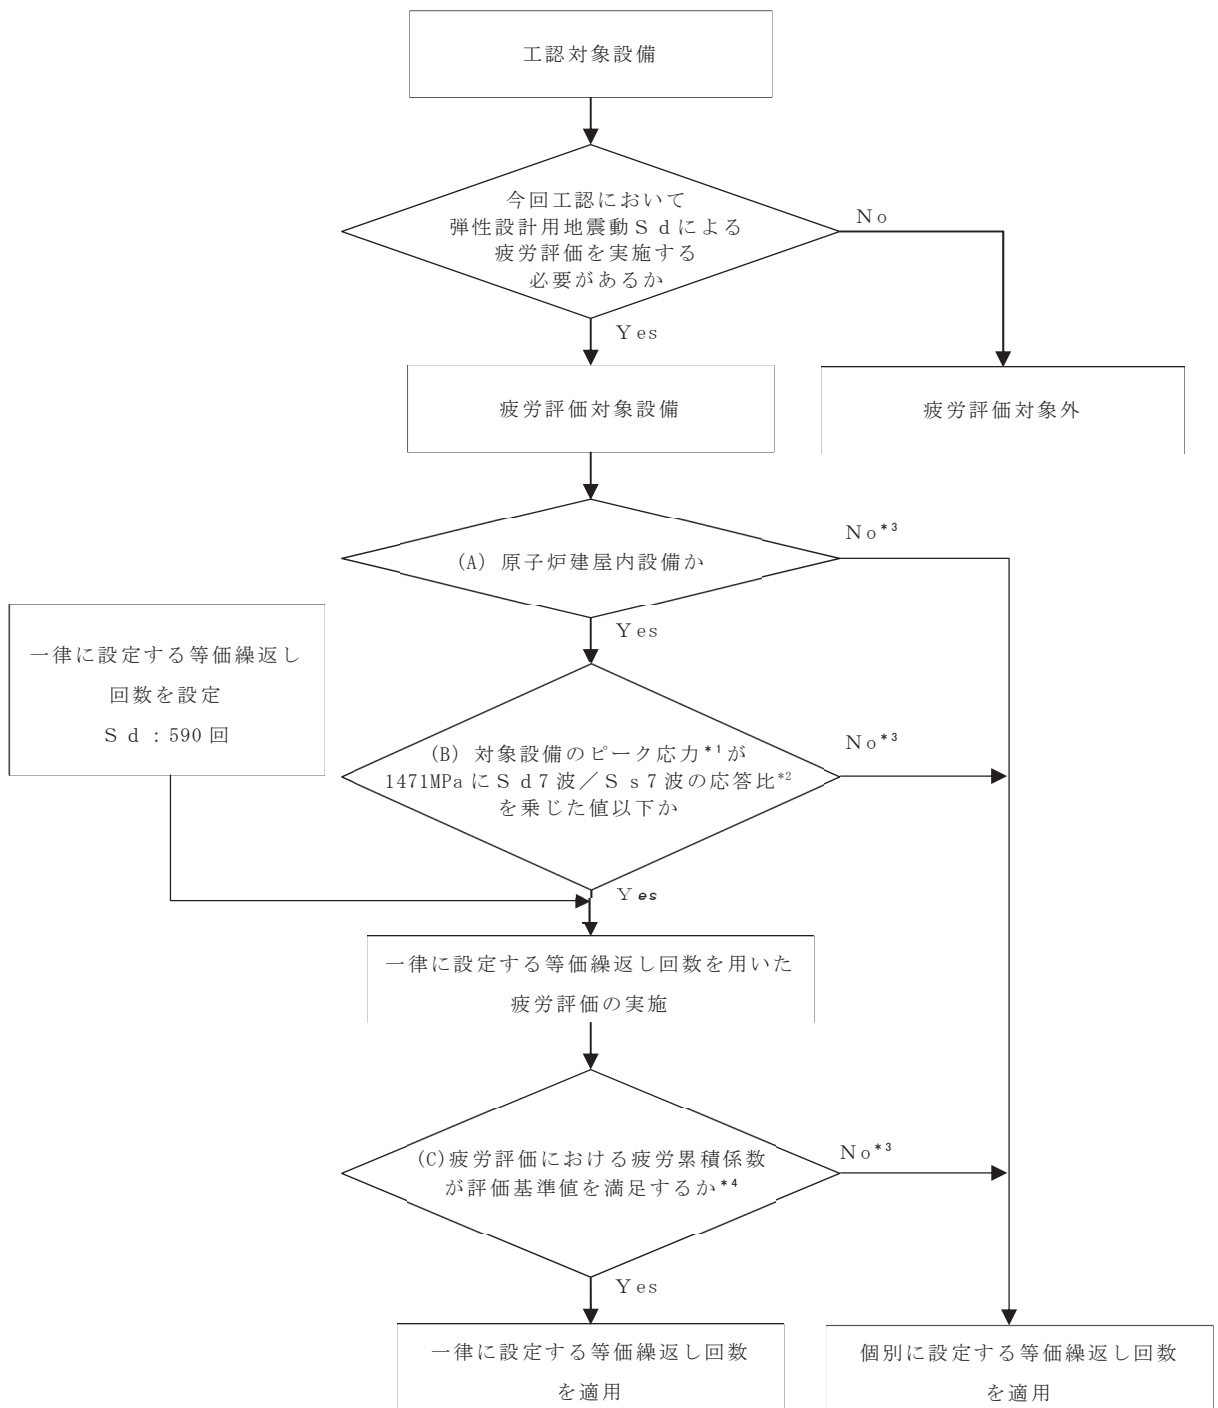 工認対象設備
今回工認において
弾性設計用地震動Ｓｄによる
疲労評価を実施する
必要があるか
No
Yes
疲労評価対象設備
疲労評価対象外
(A) 原子炉建屋内設備か
No*3
Yes
一律に設定する等価繰返し
回数を設定
Ｓｄ：590 回
(B) 対象設備のピーク応力*1が
1471MPa にＳｄ７波／Ｓｓ７波の応答比*2
を乗じた値以下か
No*3
Yes
一律に設定する等価繰返し回数を用いた
疲労評価の実施
(C)疲労評価における疲労累積係数
が評価基準値を満足するか*4
No*3
Yes
一律に設定する等価繰返し回数
を適用
個別に設定する等価繰返し回数
を適用